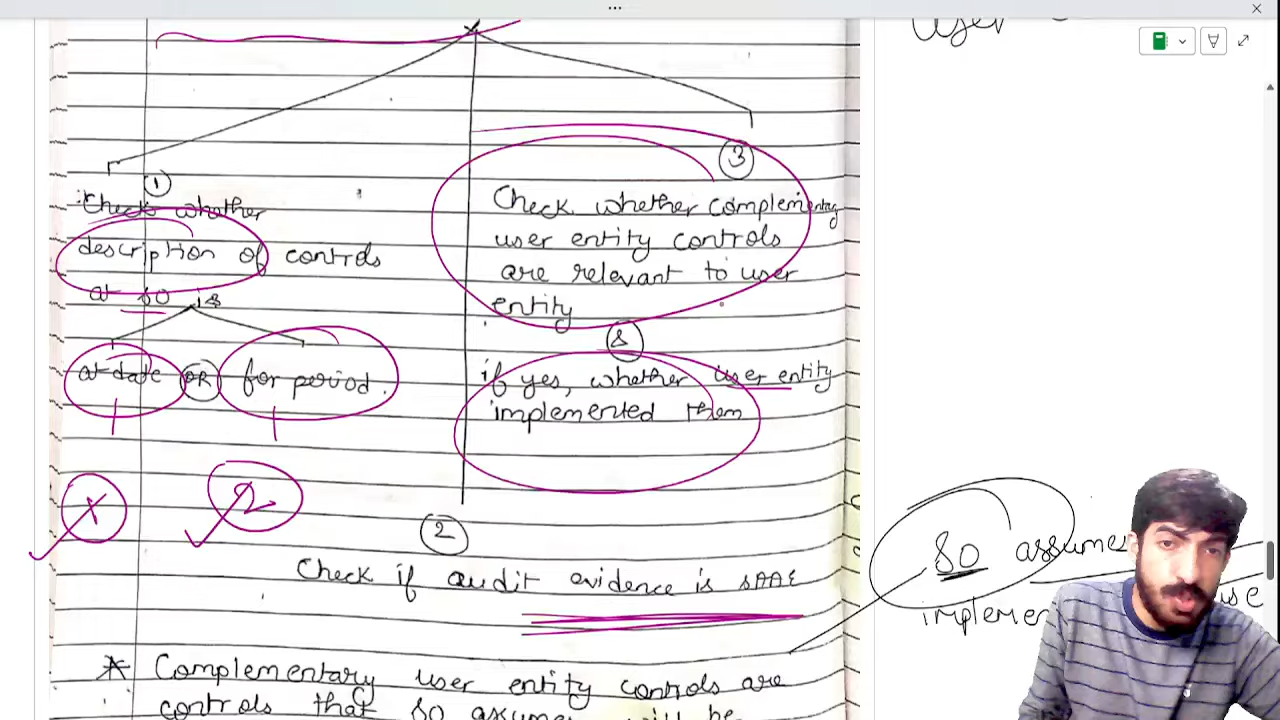 User
①
Check whether
description of controls
at SO is
at date OR for period.
1 2
③
Check whether complementary
user entity controls
are relevant to user
entity
&
if yes, whether user entity
implemented them
②
Check if audit evidence is SAAE
* Complementary user entity controls are
controls that SO assumes will be
SO assumes
implemen